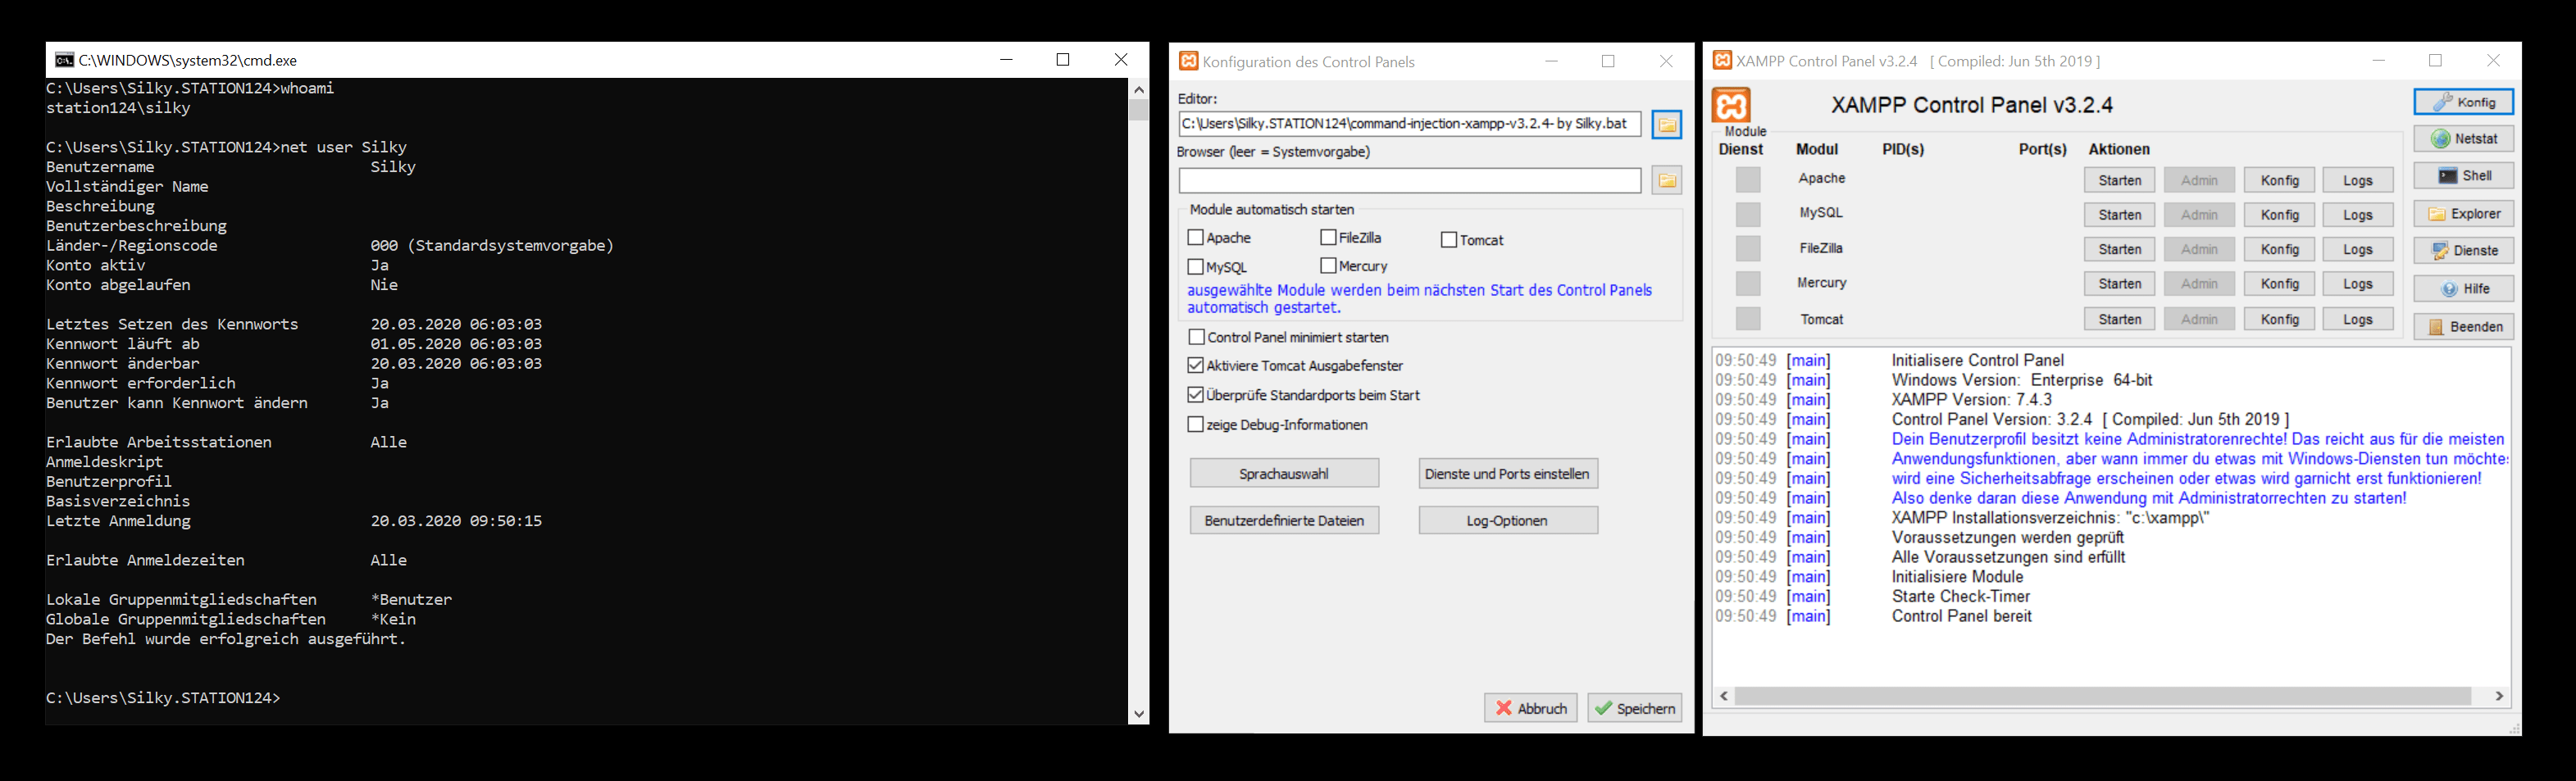 C:\WINDOWS\system32\cmd.exe
C:\Users\Silky.STATION124>whoami
station124\silky
C:\Users\Silky.STATION124>net user Silky
Benutzername Silky
Vollständiger Name
Beschreibung
Benutzerbeschreibung
Länder-/Regionscode 000 (Standardsystemvorgabe)
Konto aktiv Ja
Konto abgelaufen Nie
Letztes Setzen des Kennworts 20.03.2020 06:03:03
Kennwort läuft ab 01.05.2020 06:03:03
Kennwort änderbar 20.03.2020 06:03:03
Kennwort erforderlich Ja
Benutzer kann Kennwort ändern Ja
Erlaubte Arbeitsstationen Alle
Anmeldeskript
Benutzerprofil
Basisverzeichnis
Letzte Anmeldung 20.03.2020 09:50:15
Erlaubte Anmeldezeiten Alle
Lokale Gruppenmitgliedschaften *Benutzer
Globale Gruppenmitgliedschaften *Kein
Der Befehl wurde erfolgreich ausgeführt.
C:\Users\Silky.STATION124>
Konfiguration des Control Panels
Editor:
C:\Users\Silky.STATION124\command-injection-xampp-v3.2.4- by Silky.bat
Browser (leer = Systemvorgabe)
Module automatisch starten
Apache FileZilla Tomcat
MySQL Mercury
ausgewählte Module werden beim nächsten Start des Control Panels
automatisch gestartet.
Control Panel minimiert starten
Aktiviere Tomcat Ausgabefenster
Überprüfe Standardports beim Start
zeige Debug-Informationen
Sprachauswahl Dienste und Ports einstellen
Benutzerdefinierte Dateien Log-Optionen
Abbruch Speichern
XAMPP Control Panel v3.2.4 [ Compiled: Jun 5th 2019 ]
XAMPP Control Panel v3.2.4 Konfig
Module
Dienst Modul PID(s) Port(s) Aktionen Netstat
Apache Starten Admin Konfig Logs Shell
MySQL Starten Admin Konfig Logs Explorer
FileZilla Starten Admin Konfig Logs Dienste
Mercury Starten Admin Konfig Logs Hilfe
Tomcat Starten Admin Konfig Logs Beenden
09:50:49 [main] Initialisere Control Panel
09:50:49 [main] Windows Version: Enterprise 64-bit
09:50:49 [main] XAMPP Version: 7.4.3
09:50:49 [main] Control Panel Version: 3.2.4 [ Compiled: Jun 5th 2019 ]
09:50:49 [main] Dein Benutzerprofil besitzt keine Administratorenrechte! Das reicht aus für die meisten
09:50:49 [main] Anwendungsfunktionen, aber wann immer du etwas mit Windows-Diensten tun möchte
09:50:49 [main] wird eine Sicherheitsabfrage erscheinen oder etwas wird garnicht erst funktionieren!
09:50:49 [main] Also denke daran diese Anwendung mit Administratorrechten zu starten!
09:50:49 [main] XAMPP Installationsverzeichnis: "c:\xampp\"
09:50:49 [main] Voraussetzungen werden geprüft
09:50:49 [main] Alle Voraussetzungen sind erfüllt
09:50:49 [main] Initialisiere Module
09:50:49 [main] Starte Check-Timer
09:50:49 [main] Control Panel bereit